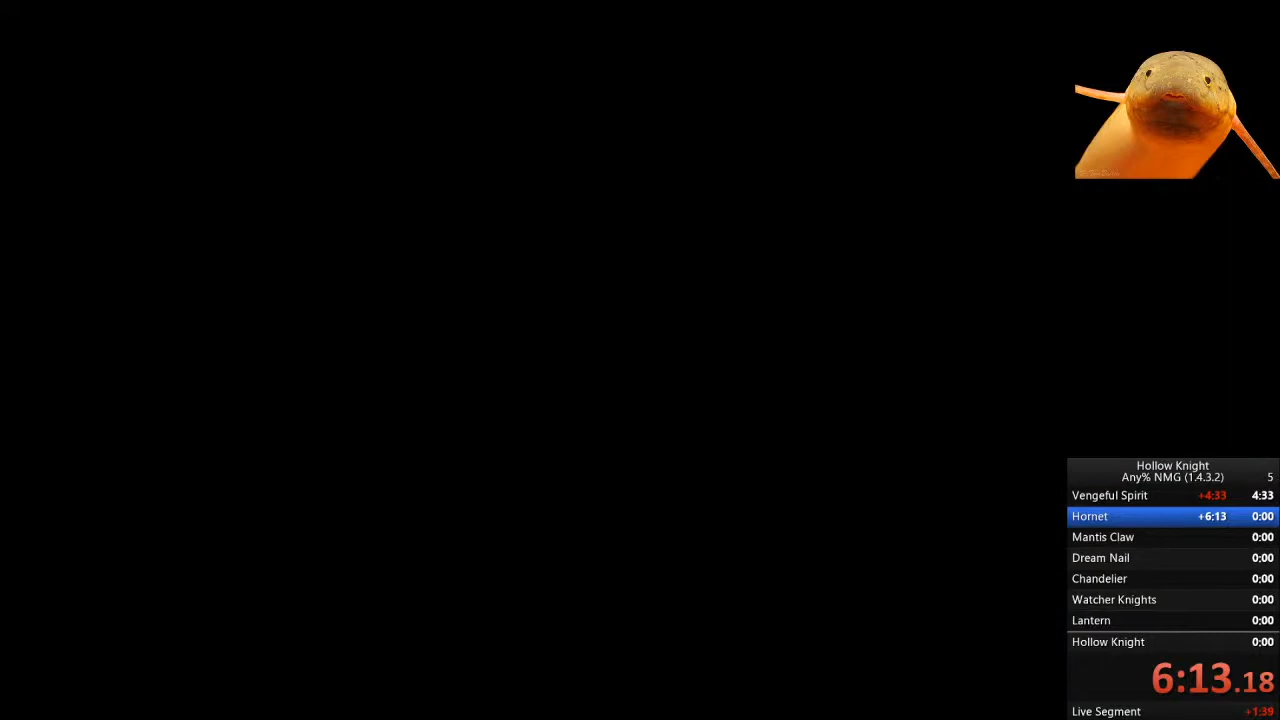 Hollow Knight
Any% NMG (1.4.3.2) 5
Vengeful Spirit +4:33 4:33
Hornet +6:13 0:00
Mantis Claw 0:00
Dream Nail 0:00
Chandelier 0:00
Watcher Knights 0:00
Lantern 0:00
Hollow Knight 0:00
6:13.18
Live Segment +1:39